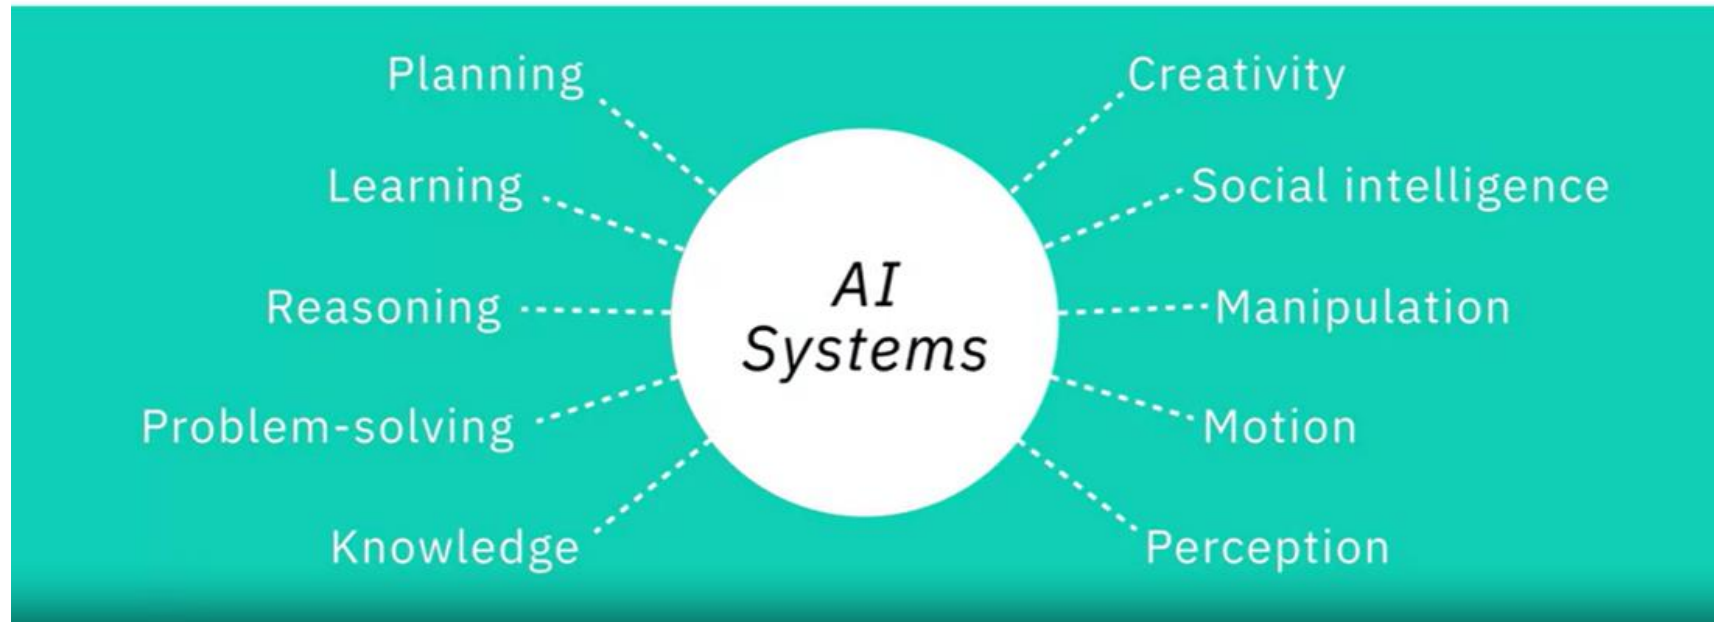 Planning
Learning
Reasoning
Problem-solving
Knowledge
AI
Systems
Creativity
Social intelligence
Manipulation
Motion
Perception